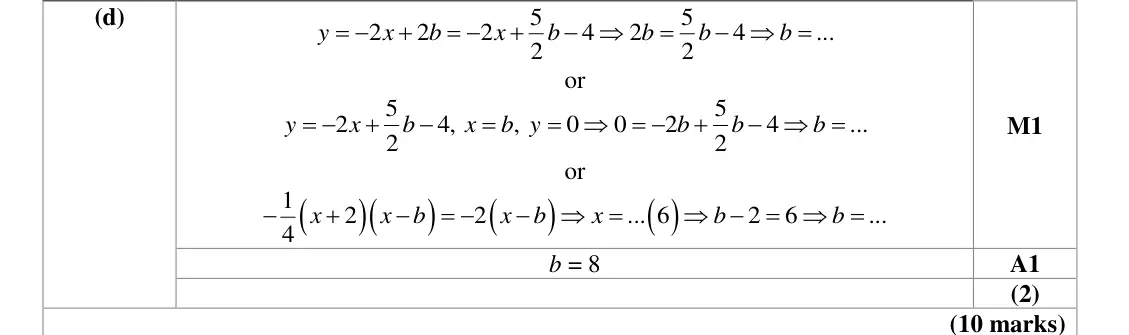 (d)
y = −2x + 2b = −2x + 5/2 b − 4 ⇒ 2b = 5/2 b − 4 ⇒ b = ...
or
y = −2x + 5/2 b − 4, x = b, y = 0 ⇒ 0 = −2b + 5/2 b − 4 ⇒ b = ...
M1
or
−1/4 (x + 2)(x − b) = −2(x − b) ⇒ x = ...(6) ⇒ b − 2 = 6 ⇒ b = ...
b = 8 A1
(2)
(10 marks)